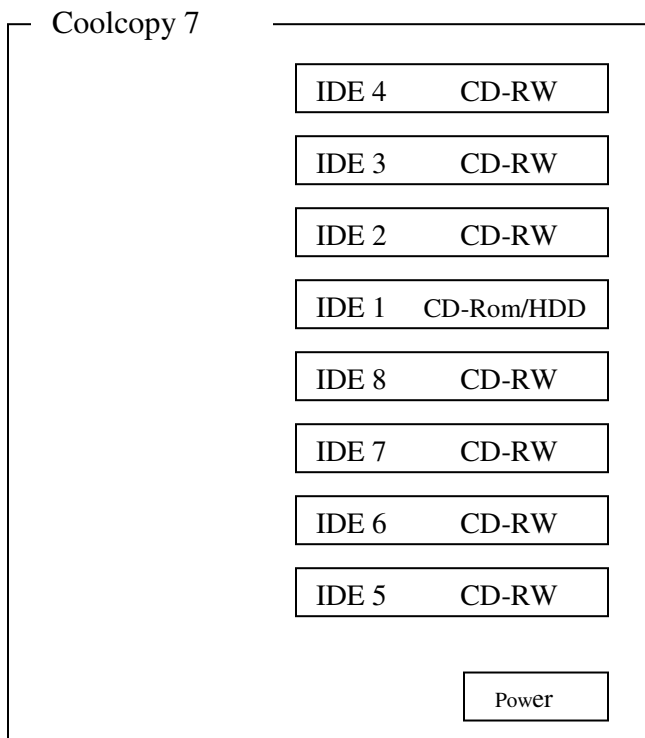 Coolcopy 7
IDE 4 CD-RW
IDE 3 CD-RW
IDE 2 CD-RW
IDE 1 CD-Rom/HDD
IDE 8 CD-RW
IDE 7 CD-RW
IDE 6 CD-RW
IDE 5 CD-RW
Power